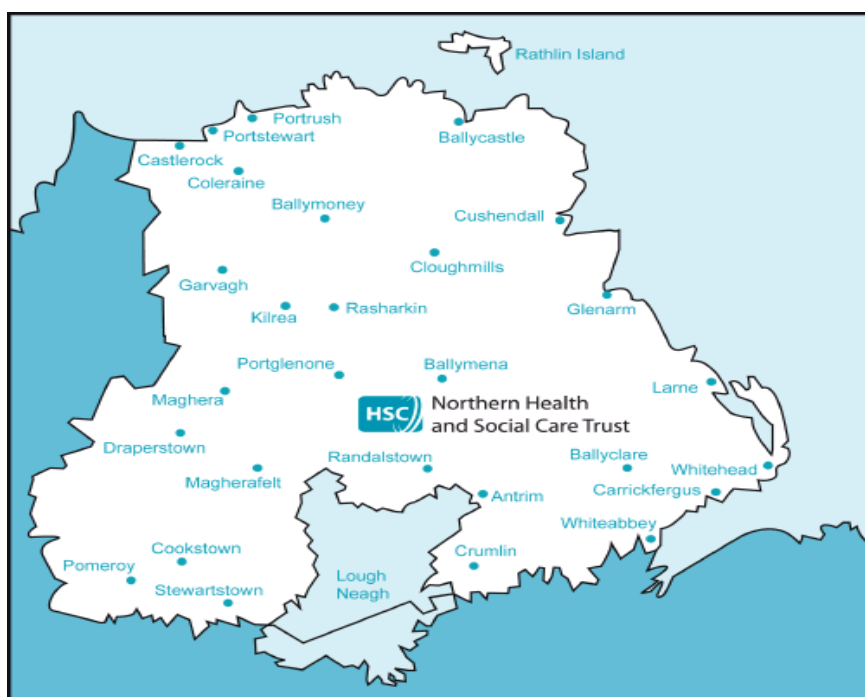 Rathlin Island
Portrush
Portstewart
Ballycastle
Castlerock
Coleraine
Ballymoney
Cushendall
Cloughmills
Garvagh
Glenarm
Kilrea
Rasharkin
Portglenone
Ballymena
Larne
Maghera
HSC
Northern Health
and Social Care Trust
Draperstown
Randalstown
Ballyclare
Whitehead
Magherafelt
Carrickfergus
Antrim
Whiteabbey
Cookstown
Crumlin
Pomeroy
Lough
Neagh
Stewartstown